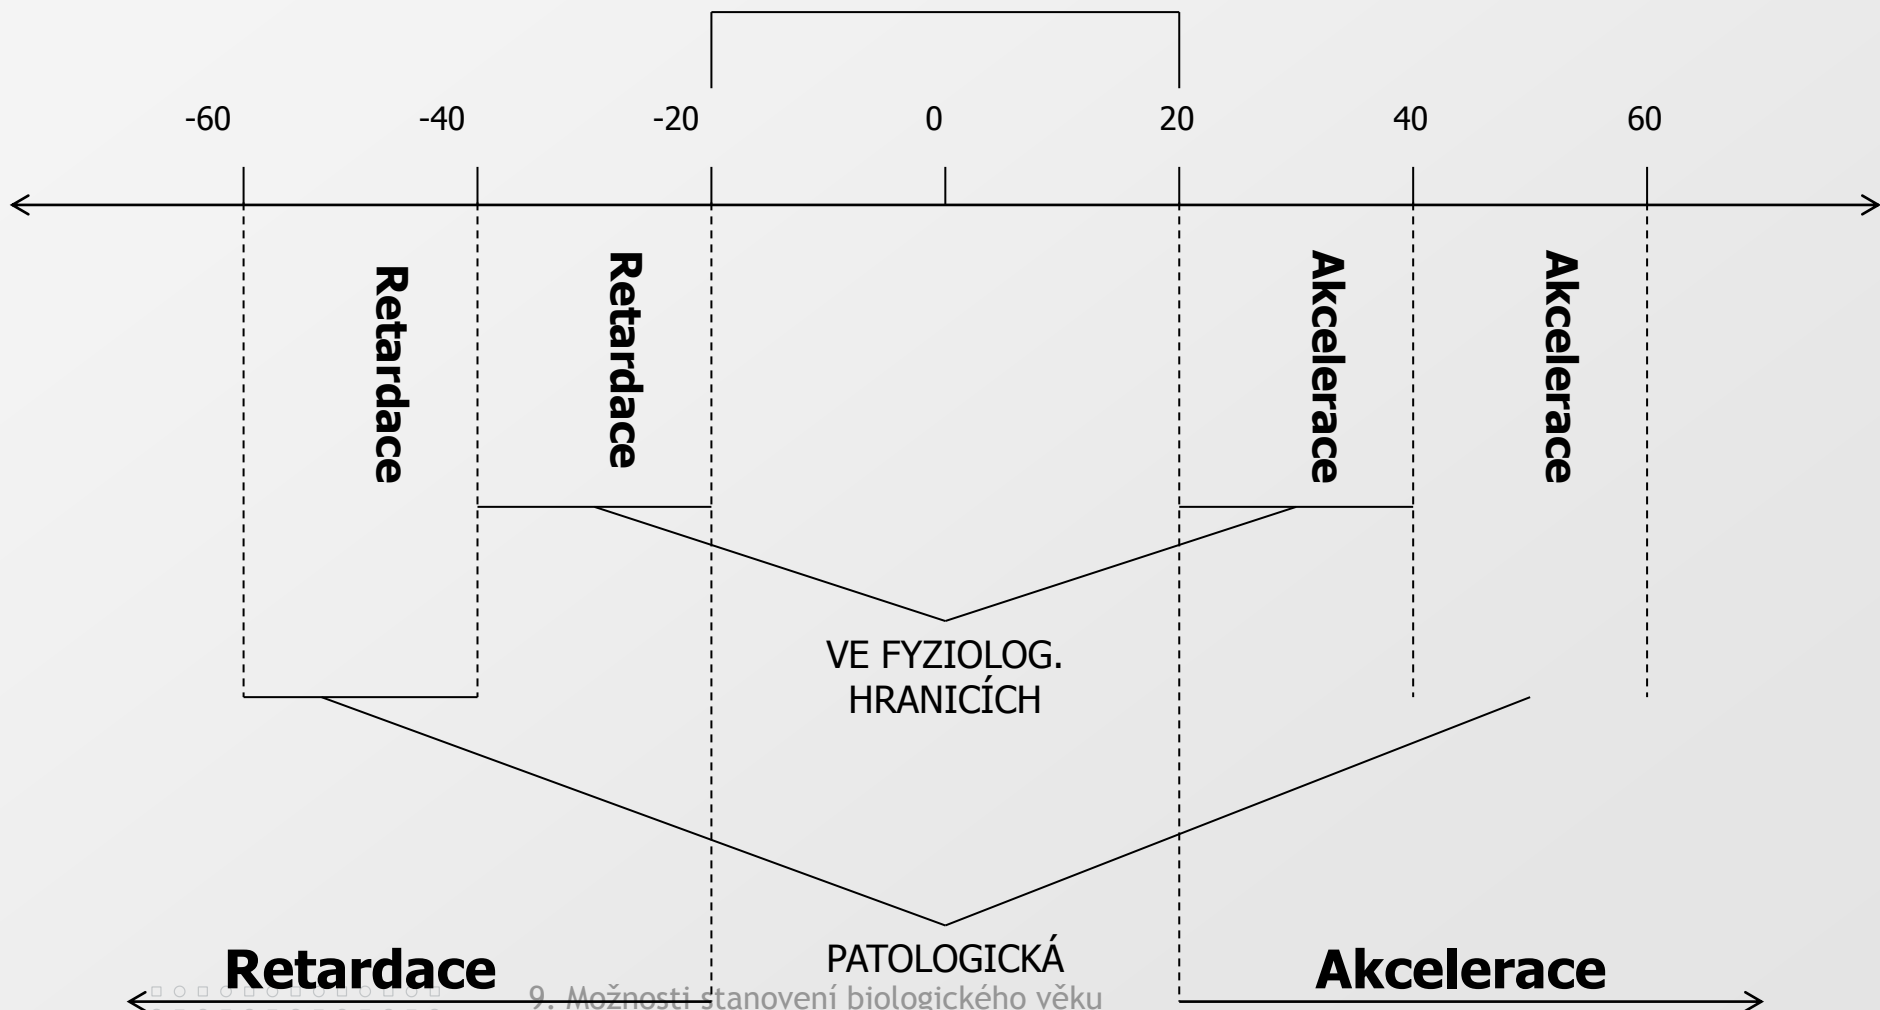 -60 -40 -20 0 20 40 60
Retardace
Retardace
Akcelerace
Akcelerace
VE FYZIOLOG.
HRANICÍCH
PATOLOGICKÁ
Retardace
Akcelerace
9. Možnosti stanovení biologického věku